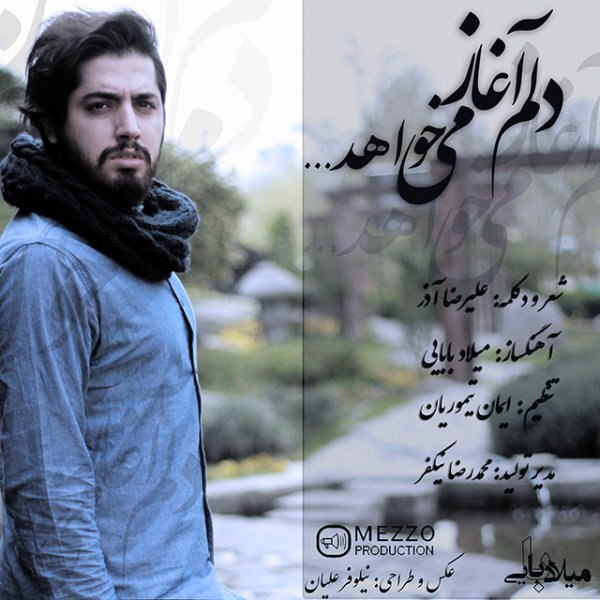 دلم آغاز
می خواهد...
شعر و دکلمه: علیرضا آذر
آهنگساز: میلاد بابایی
تنظیم: ایمان تیموریان
مدیر تولید: محمدرضا نیکفر
MEZZO
PRODUCTION
عکس و طراحی: نیلوفر علیان
میلاد بابایی